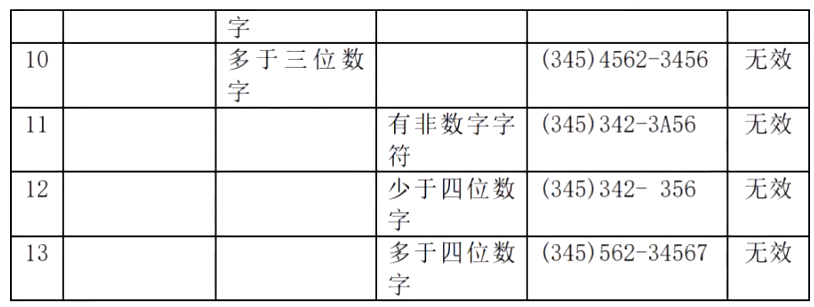 字
10 多于三位数 (345)4562-3456 无效
字
11 有非数字字 (345)342-3A56 无效
符
12 少于四位数 (345)342- 356 无效
字
13 多于四位数 (345)562-34567 无效
字